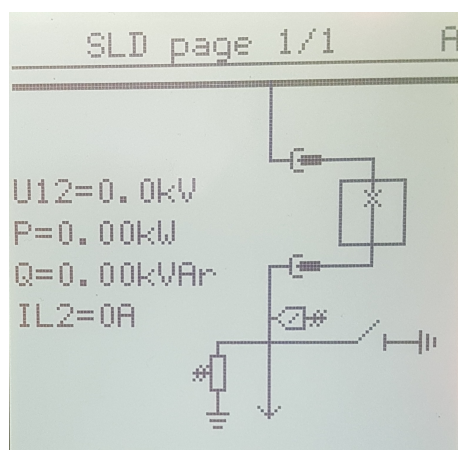 SLD page 1/1 A
U12=0.0kV
P=0.00kW
Q=0.00kVAr
IL2=0A